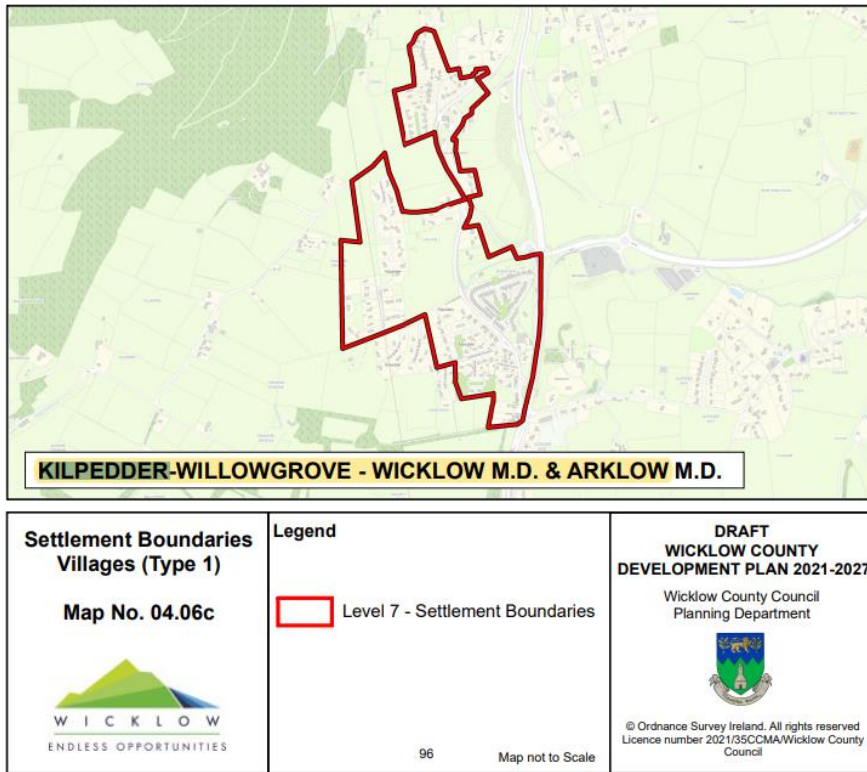 KILPEDDER-WILLOWGROVE - WICKLOW M.D. & ARKLOW M.D.
Settlement Boundaries
Villages (Type 1)
Map No. 04.06c
WICKLOW
ENDLESS OPPORTUNITIES
Legend
Level 7 - Settlement Boundaries
96
Map not to Scale
DRAFT
WICKLOW COUNTY
DEVELOPMENT PLAN 2021-2027
Wicklow County Council
Planning Department
© Ordnance Survey Ireland. All rights reserved
Licence number 2021/35CCMA/Wicklow County
Council